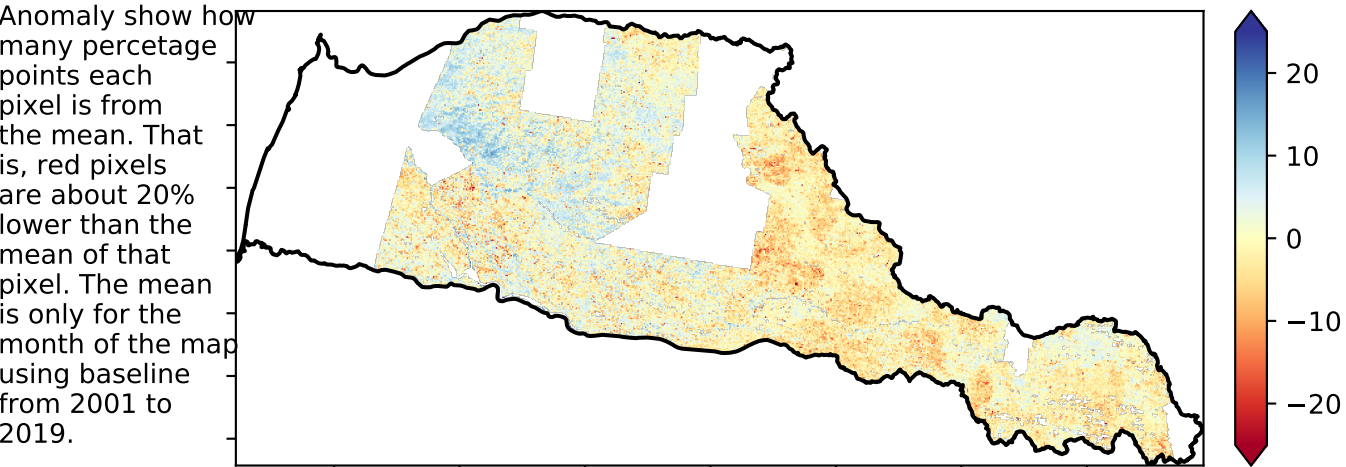 Anomaly show how
many percetage
points each
pixel is from
the mean. That
is, red pixels
are about 20%
lower than the
mean of that
pixel. The mean
is only for the
month of the map
using baseline
from 2001 to
2019.
20
10
0
−10
−20